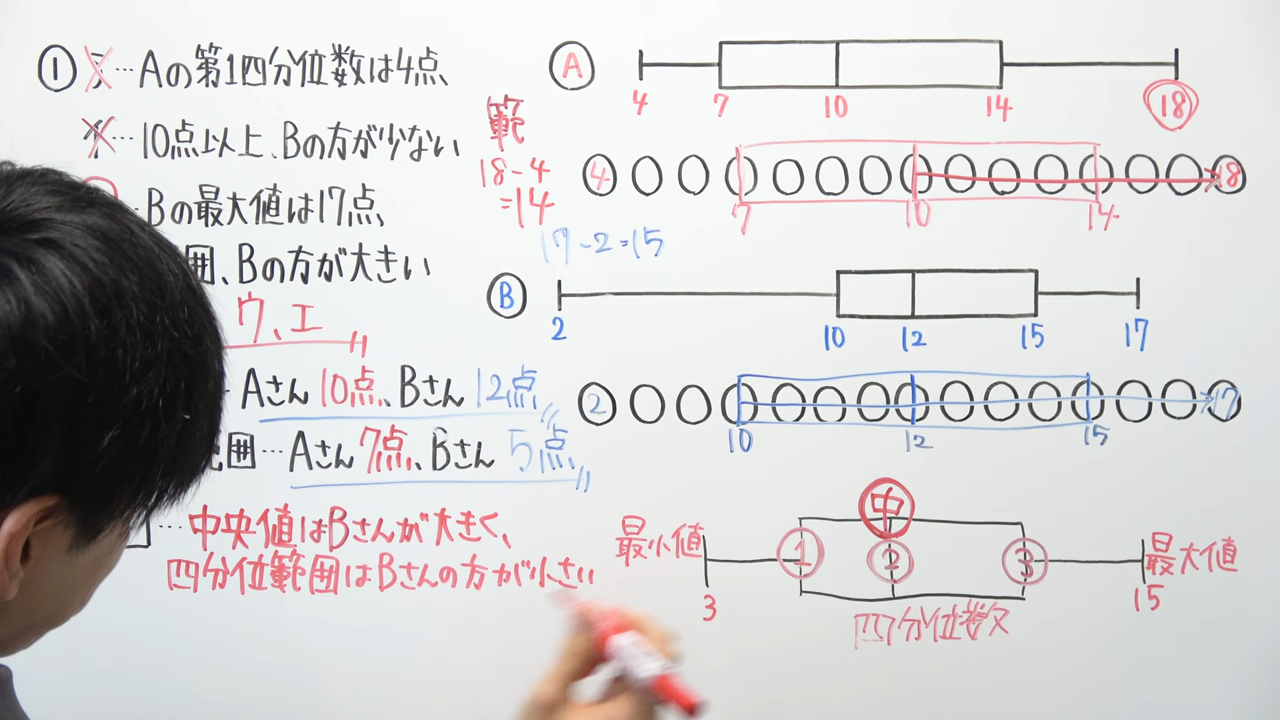 ① …Aの第1四分位数は4点、
…10点以上、Bの方が少ない
Bの最大値は17点、
囲、Bの方が大きい
ウ、エ
Aさん 10点、Bさん 12点、
囲…Aさん 7点、Bさん 5点、
…中央値はBさんが大きく、
四分位範囲はBさんの方が小さい
範
18-4
=14
17-2=15
A
4 7 10 14 18
4 18
7 10 14
B
2 10 12 15 17
2 17
10 12 15
中
最小値 1 2 3 最大値
3 15
四分位数